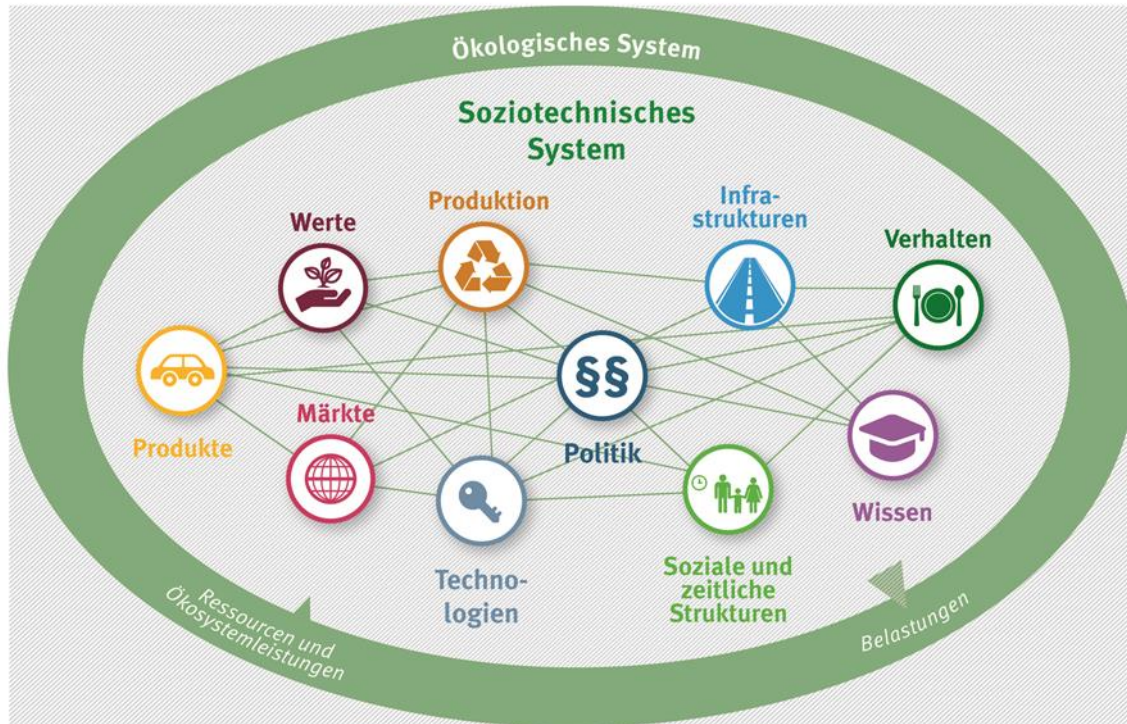 Ökologisches System
Soziotechnisches
System
Werte
Produktion
Infra-
strukturen
Verhalten
Produkte
Märkte
§§
Politik
Techno-
logien
Soziale und
zeitliche
Strukturen
Wissen
Ressourcen und
Ökosystemleistungen
Belastungen